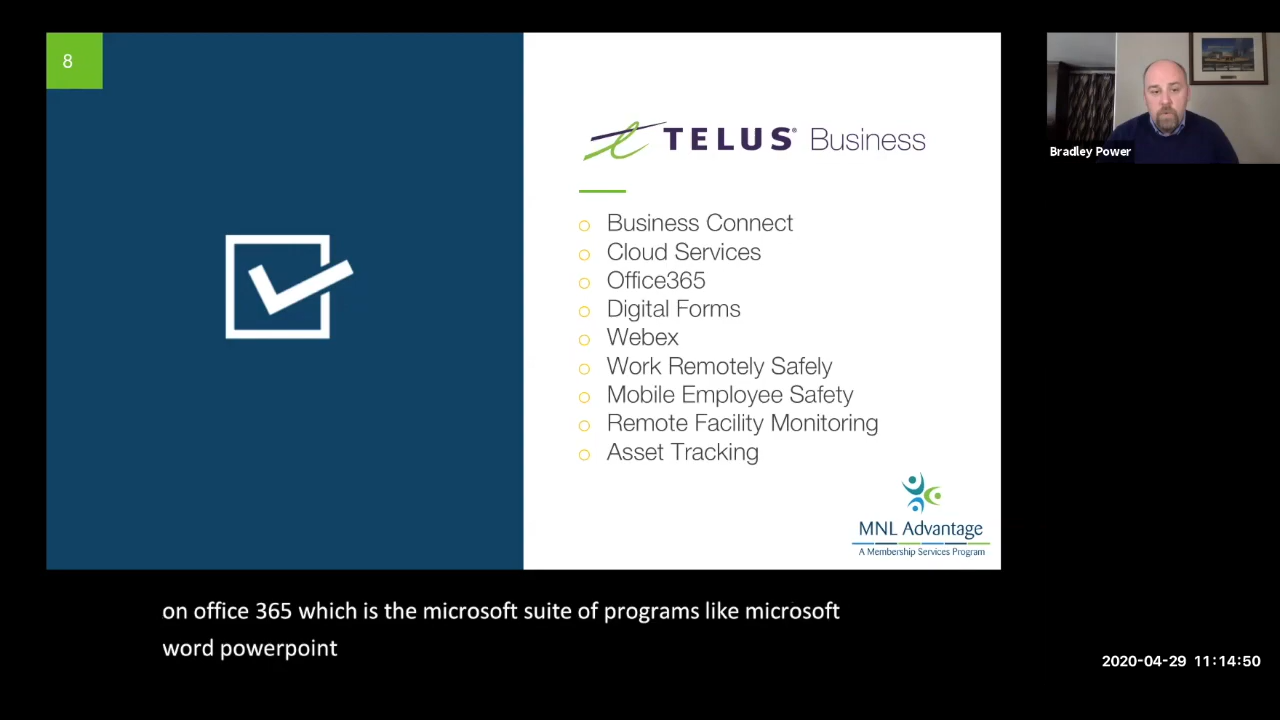 8
TELUS® Business
Business Connect
Cloud Services
Office365
Digital Forms
Webex
Work Remotely Safely
Mobile Employee Safety
Remote Facility Monitoring
Asset Tracking
MNL Advantage
A Membership Services Program
Bradley Power
on office 365 which is the microsoft suite of programs like microsoft
word powerpoint
2020-04-29 11:14:50